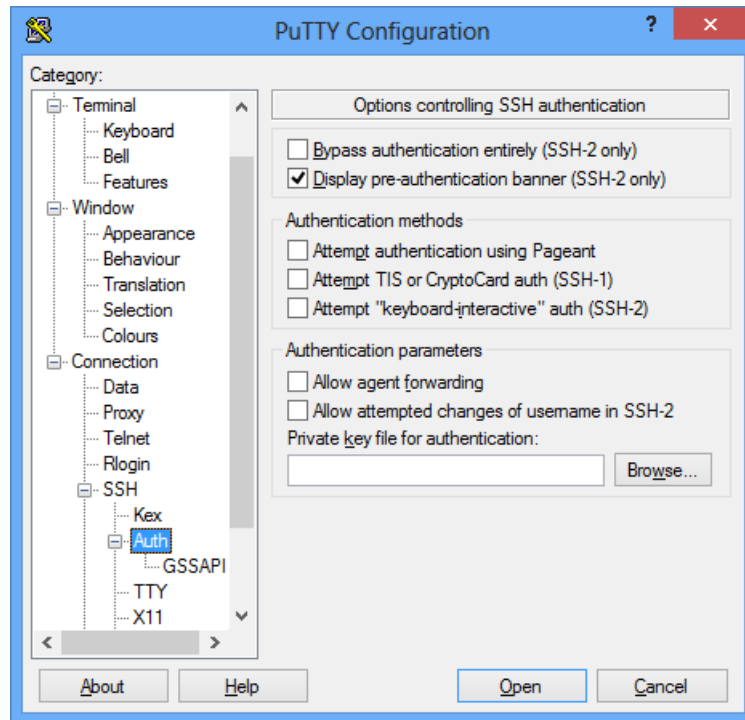 PuTTY Configuration
?
Category:
Terminal
Keyboard
Bell
Features
Window
Appearance
Behaviour
Translation
Selection
Colours
Connection
Data
Proxy
Telnet
Rlogin
SSH
Kex
Auth
GSSAPI
TTY
X11
Options controlling SSH authentication
Bypass authentication entirely (SSH-2 only)
Display pre-authentication banner (SSH-2 only)
Authentication methods
Attempt authentication using Pageant
Attempt TIS or CryptoCard auth (SSH-1)
Attempt "keyboard-interactive" auth (SSH-2)
Authentication parameters
Allow agent forwarding
Allow attempted changes of username in SSH-2
Private key file for authentication:
Browse...
About
Help
Open
Cancel